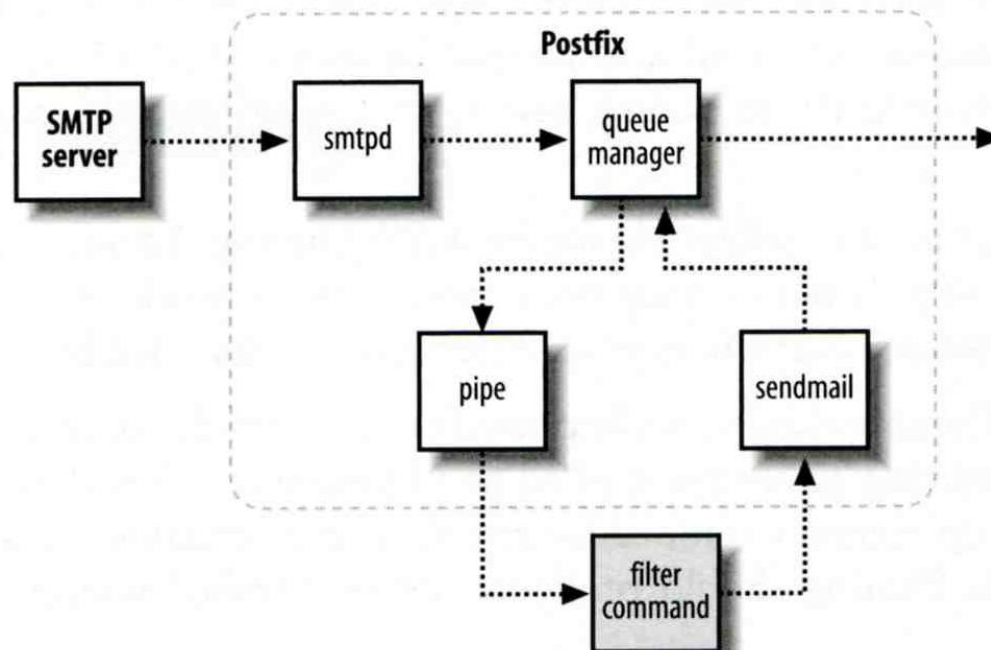 Postfix
SMTP
server
smtpd
queue
manager
pipe
sendmail
filter
command